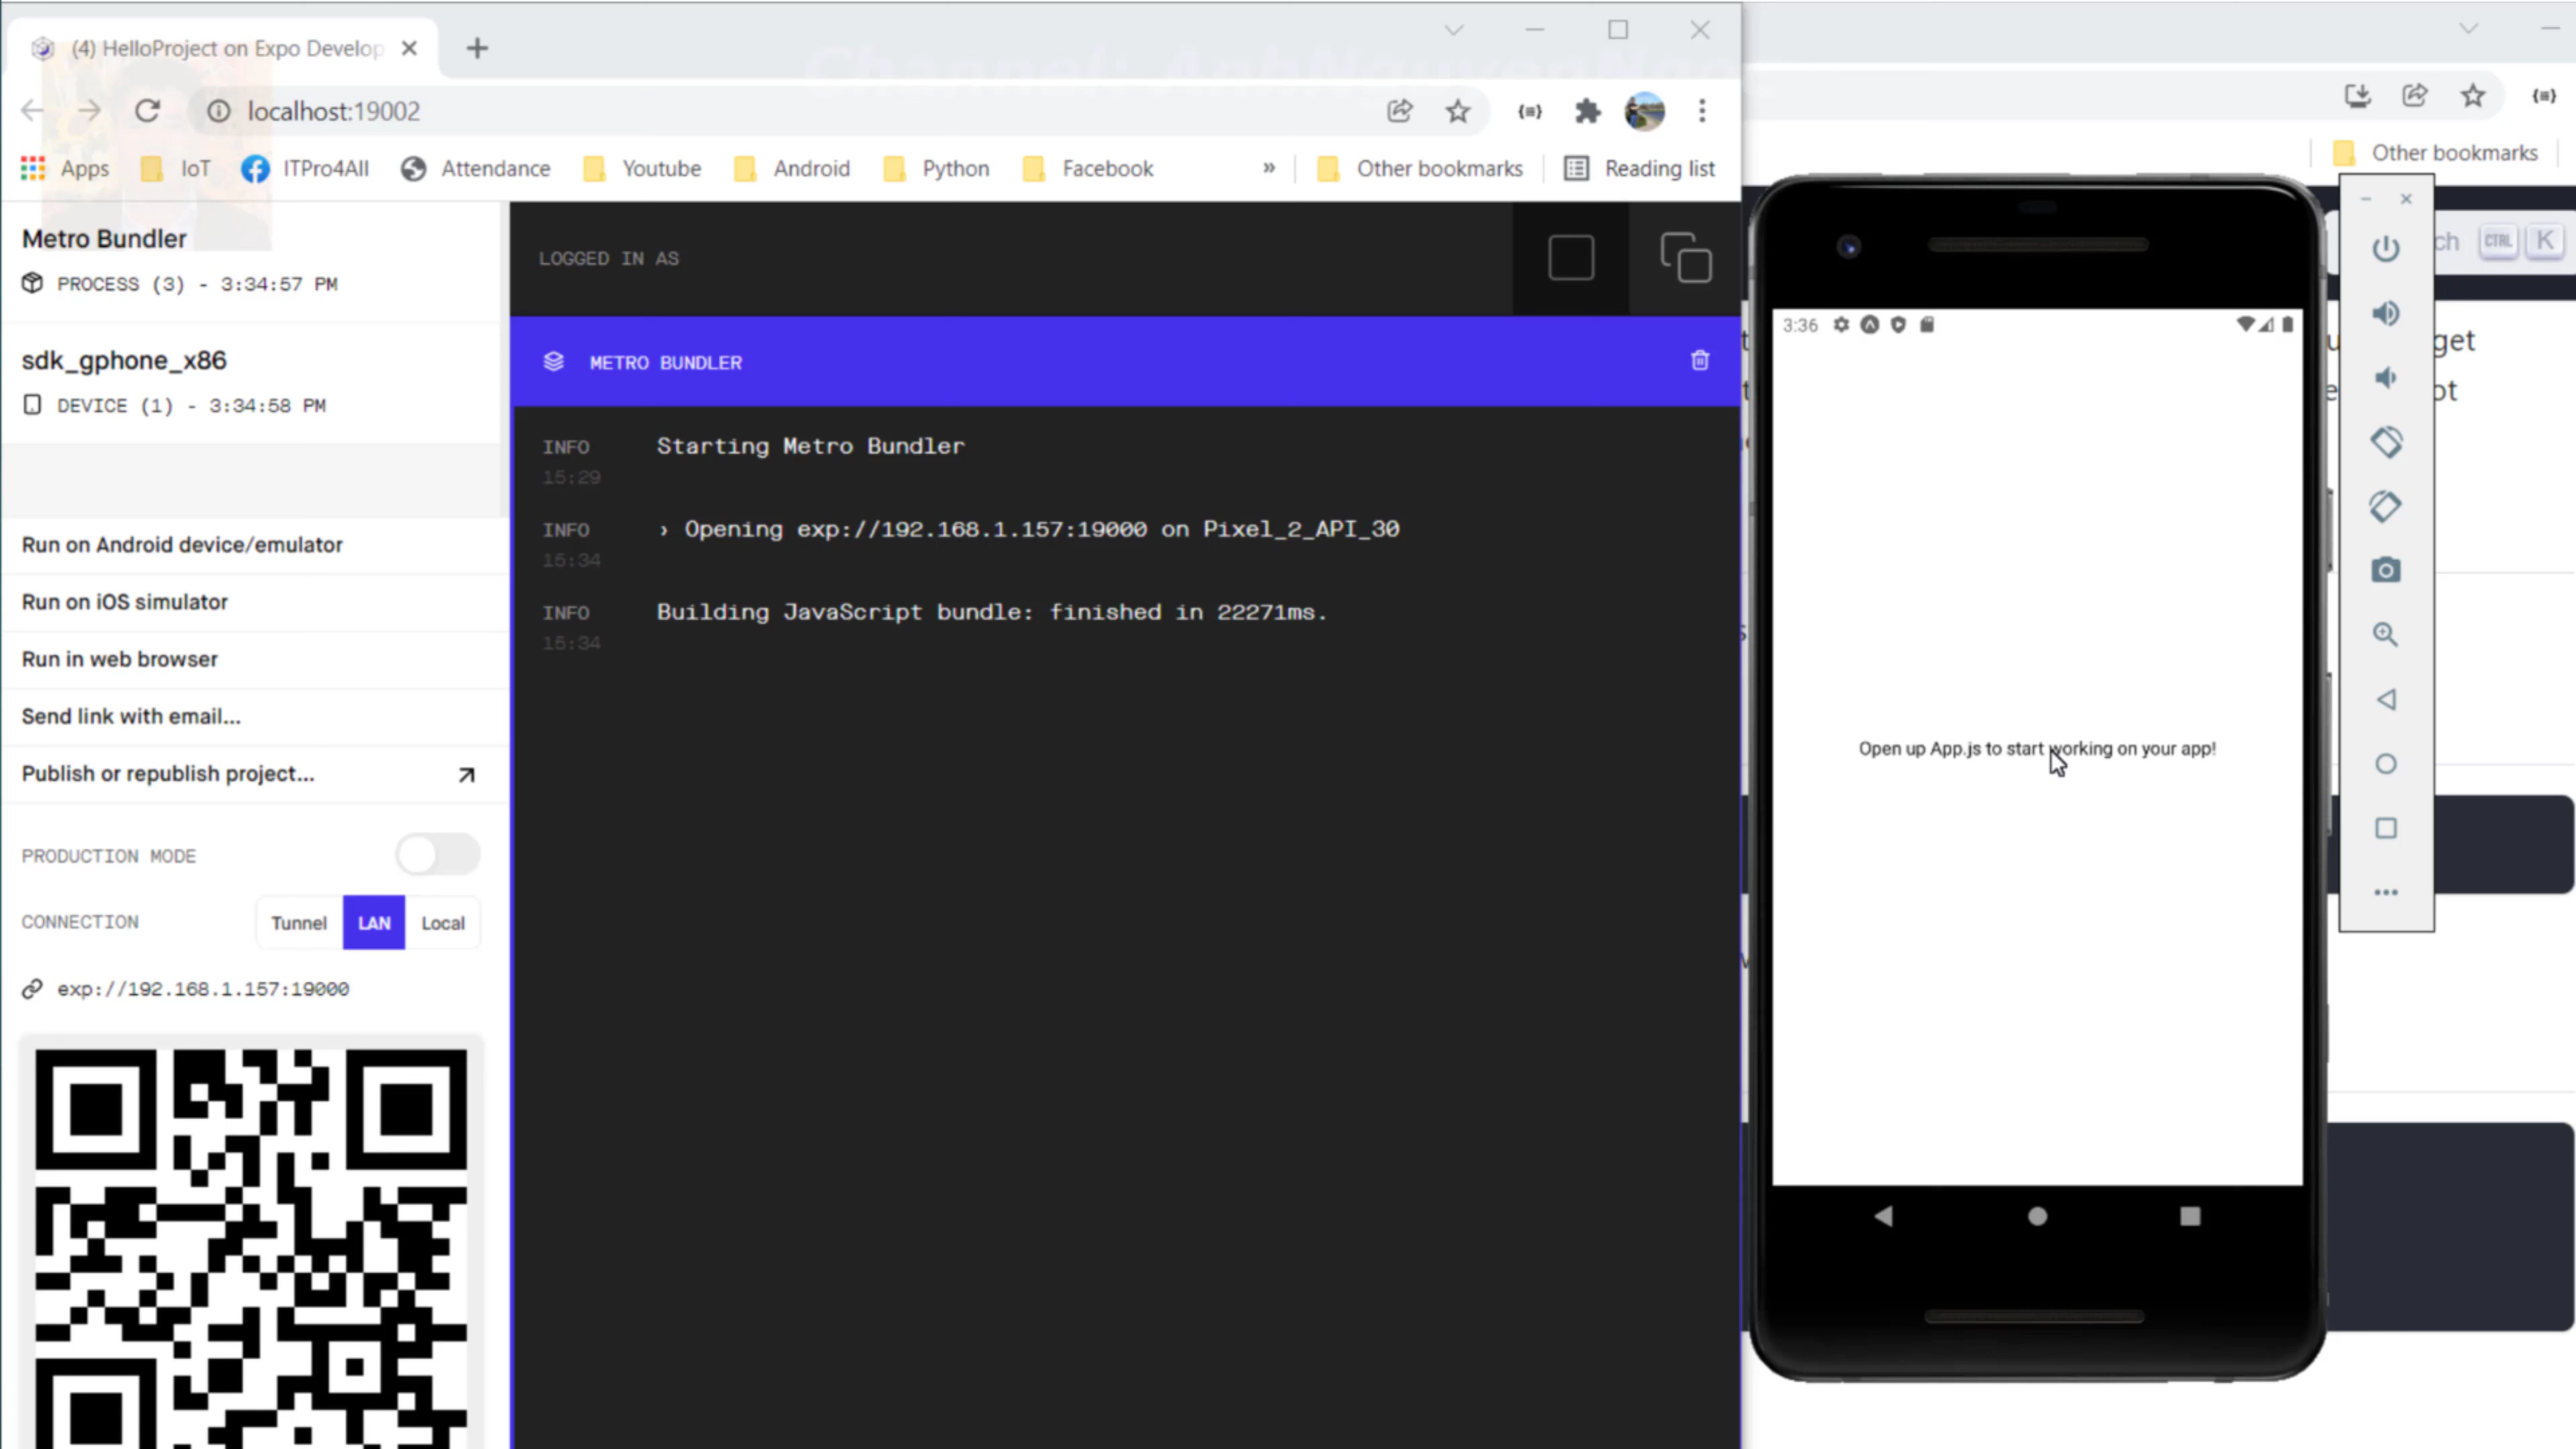 (4) HelloProject on Expo Develop
localhost:19002
Apps
IoT
ITPro4All
Attendance
Youtube
Android
Python
Facebook
»
Other bookmarks
Reading list
Other bookmarks
Metro Bundler
PROCESS (3) - 3:34:57 PM
sdk_gphone_x86
DEVICE (1) - 3:34:58 PM
Run on Android device/emulator
Run on iOS simulator
Run in web browser
Send link with email...
Publish or republish project...
PRODUCTION MODE
CONNECTION
Tunnel
LAN
Local
exp://192.168.1.157:19000
LOGGED IN AS
METRO BUNDLER
INFO Starting Metro Bundler
15:29
INFO › Opening exp://192.168.1.157:19000 on Pixel_2_API_30
15:34
INFO Building JavaScript bundle: finished in 22271ms.
15:34
3:36
Open up App.js to start working on your app!
ch
CTRL
K
get
ot